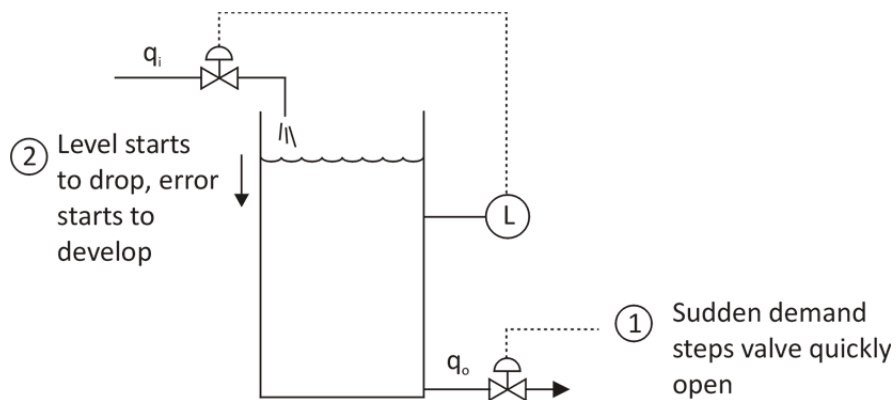 qᵢ
② Level starts
to drop, error
starts to
develop
L
① Sudden demand
steps valve quickly
open
qₒ